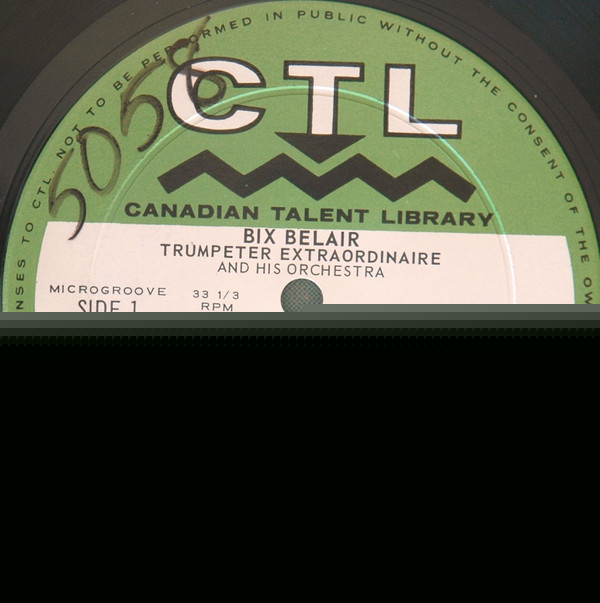 NSES TO CTL. NOT TO BE PERFORMED IN PUBLIC WITHOUT THE CONSENT OF THE OW
5058
CTL
CANADIAN TALENT LIBRARY
BIX BELAIR
TRUMPETER EXTRAORDINAIRE
AND HIS ORCHESTRA
MICROGROOVE 33 1/3
SIDE 1 RPM